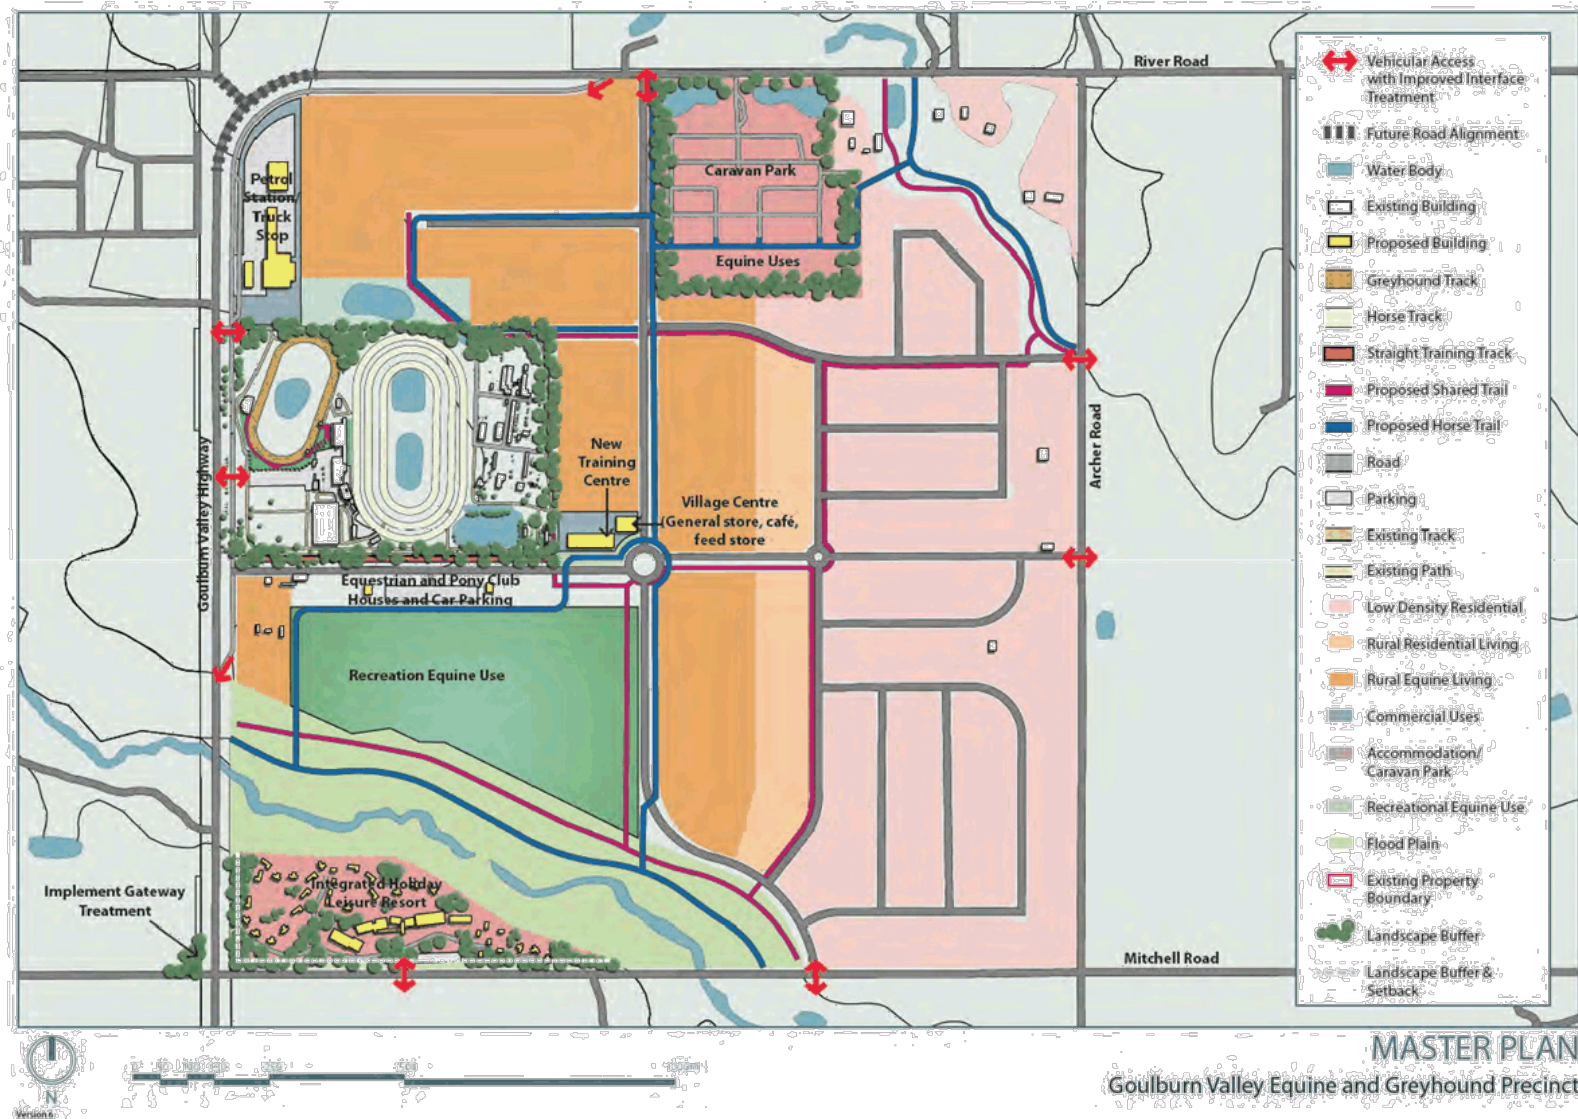 River Road
Petrol
Station/
Truck
Stop
Caravan Park
Equine Uses
Goulburn Valley Highway
Archer Road
New
Training
Centre
Village Centre
(General store, café,
feed store
Equestrian and Pony Club
Houses and Car Parking
Recreation Equine Use
Implement Gateway
Treatment
Integrated Holiday
Leisure Resort
Mitchell Road
Vehicular Access
with Improved Interface
Treatment
Future Road Alignment
Water Body
Existing Building
Proposed Building
Greyhound Track
Horse Track
Straight Training Track
Proposed Shared Trail
Proposed Horse Trail
Road
Parking
Existing Track
Existing Path
Low Density Residential
Rural Residential Living
Rural Equine Living
Commercial Uses
Accommodation/
Caravan Park
Recreational Equine Use
Flood Plain
Existing Property
Boundary
Landscape Buffer
Landscape Buffer &
Setback
N
Version 6
MASTER PLAN
Goulburn Valley Equine and Greyhound Precinct